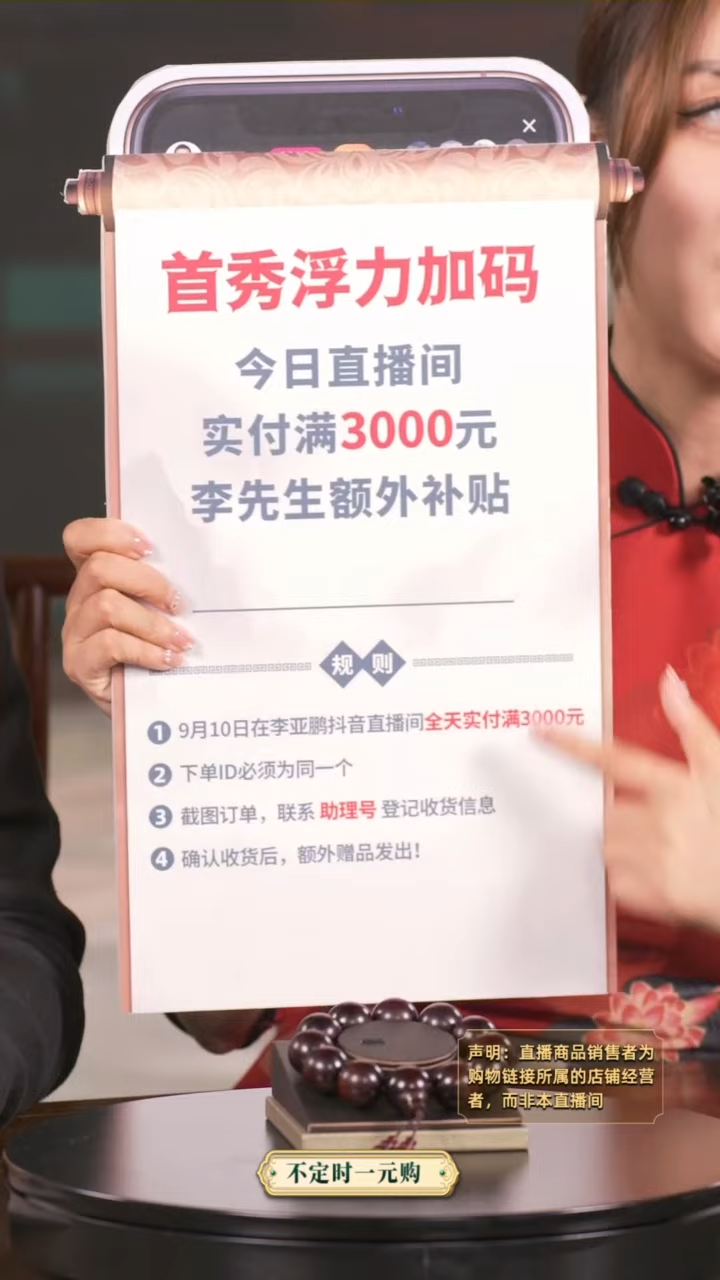 首秀浮力加码
今日直播间
实付满3000元
李先生额外补贴
规则
1 9月10日在李亚鹏抖音直播间全天实付满3000元
2 下单ID必须为同一个
3 截图订单，联系 助理号 登记收货信息
4 确认收货后，额外赠品发出！
声明：直播商品销售者为
购物链接所属的店铺经营
者，而非本直播间
不定时一元购